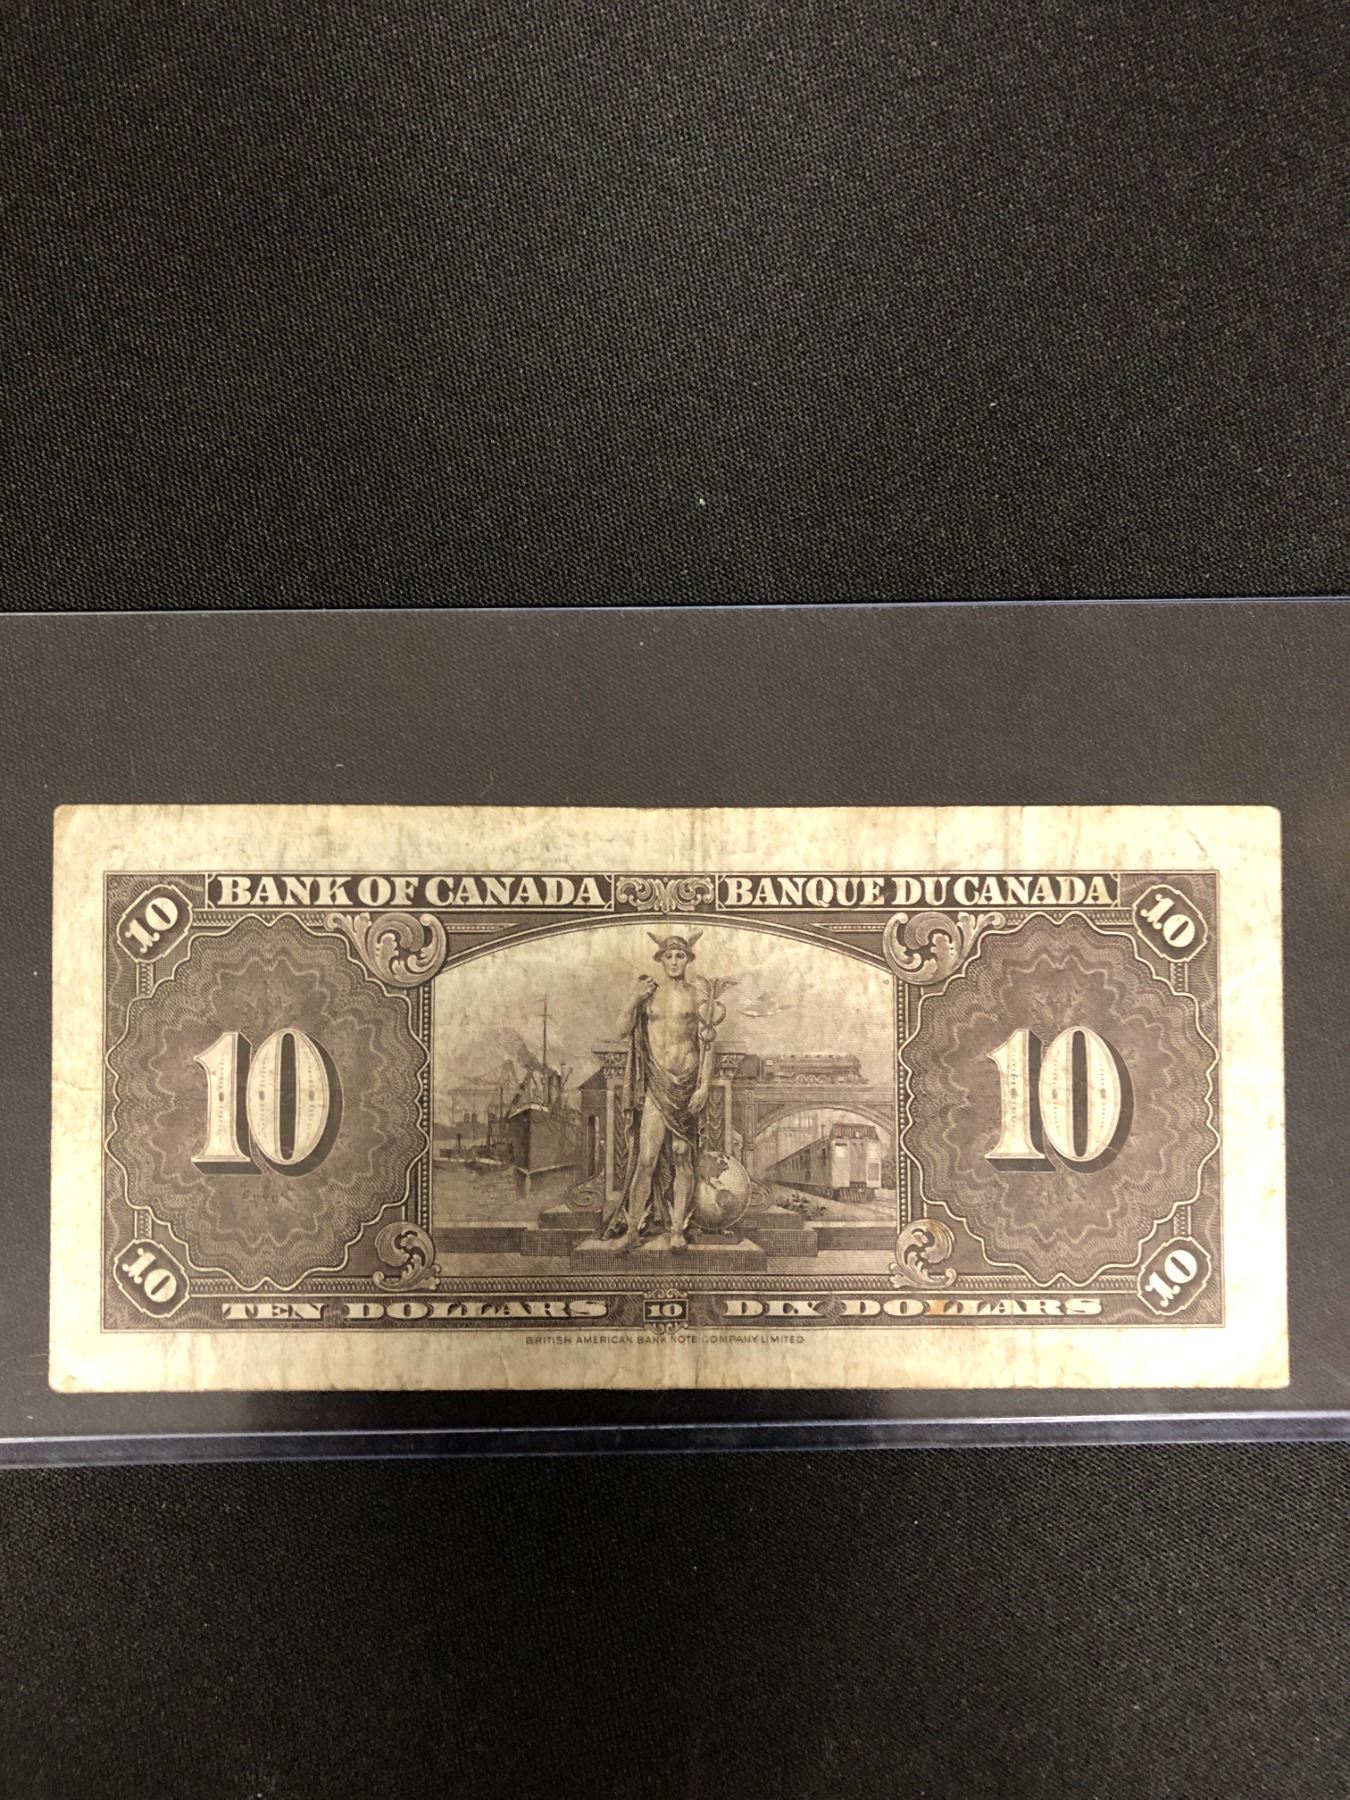 10 BANK OF CANADA BANQUE DU CANADA 10
10 10
10 TEN DOLLARS 10 DIX DOLLARS 10
BRITISH AMERICAN BANK NOTE COMPANY LIMITED